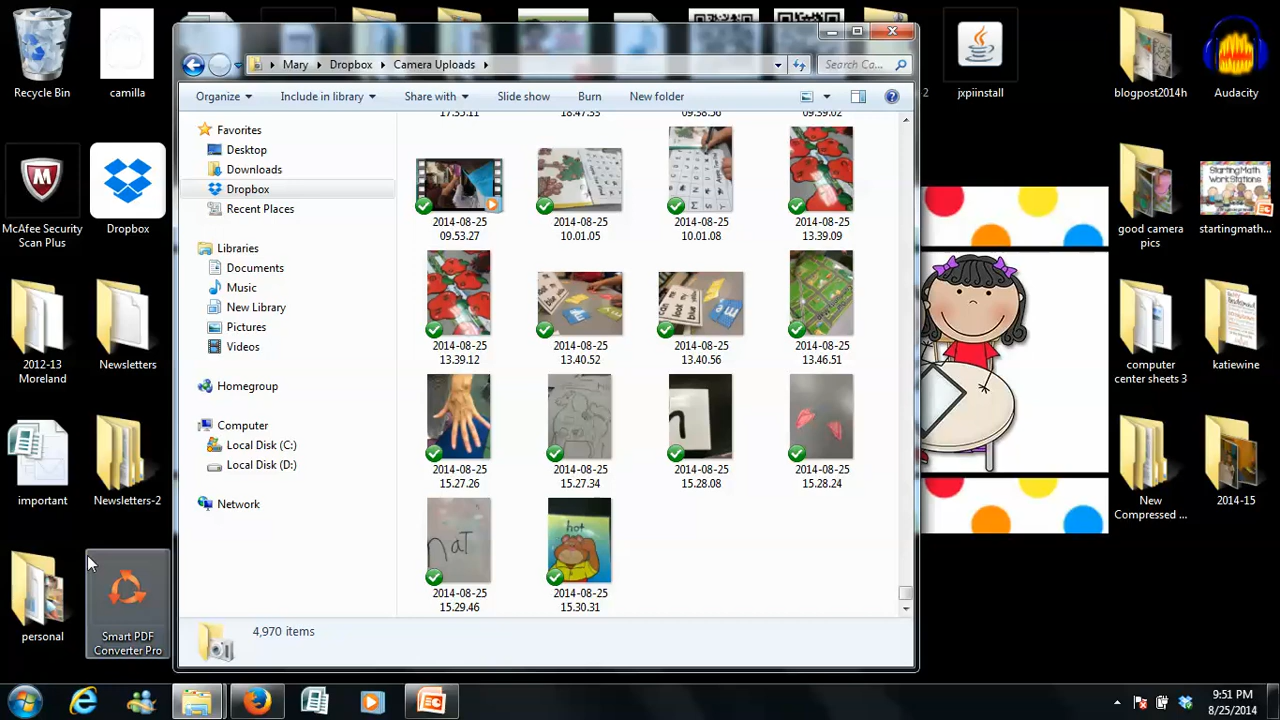 Recycle Bin
camilla
Mary
Dropbox
Camera Uploads
Search Ca...
Organize
Include in library
Share with
Slide show
Burn
New folder
jxpiinstall
blogpost2014h
Audacity
Favorites
Desktop
Downloads
Dropbox
Recent Places
Libraries
Documents
Music
New Library
Pictures
Videos
Homegroup
Computer
Local Disk (C:)
Local Disk (D:)
Network
McAfee Security
Scan Plus
Dropbox
2012-13
Moreland
Newsletters
important
Newsletters-2
personal
Smart PDF
Converter Pro
2014-08-25
09.53.27
2014-08-25
10.01.05
2014-08-25
10.01.08
2014-08-25
13.39.09
2014-08-25
13.39.12
2014-08-25
13.40.52
2014-08-25
13.40.56
2014-08-25
13.46.51
2014-08-25
15.27.26
2014-08-25
15.27.34
2014-08-25
15.28.08
2014-08-25
15.28.24
nat
2014-08-25
15.29.46
hot
2014-08-25
15.30.31
4,970 items
good camera
pics
startingmath...
computer
center sheets 3
katiewine
New
Compressed ...
2014-15
9:51 PM
8/25/2014